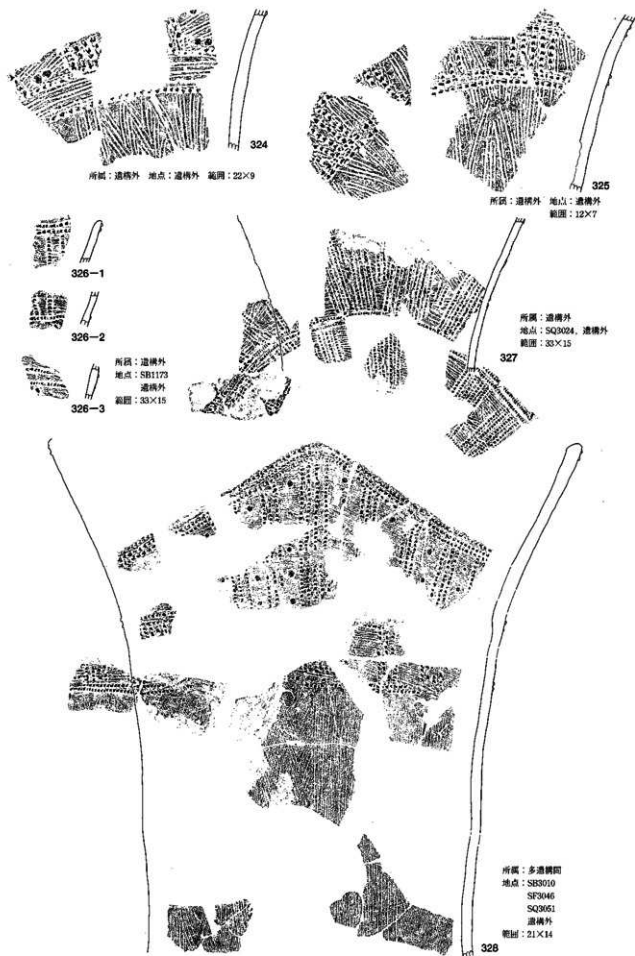 324
所属：遺構外　地点：遺構外　範囲：22×9
325
所属：遺構外　地点：遺構外
範囲：12×7
326－1
326－2
326－3
所属：遺構外
地点：SB1173
遺構外
範囲：33×15
所属：遺構外
地点：SQ3024，遺構外
範囲：33×15
327
所属：多遺構間
地点：SB3010
SF3046
SQ3051
遺構外
範囲：21×14
328